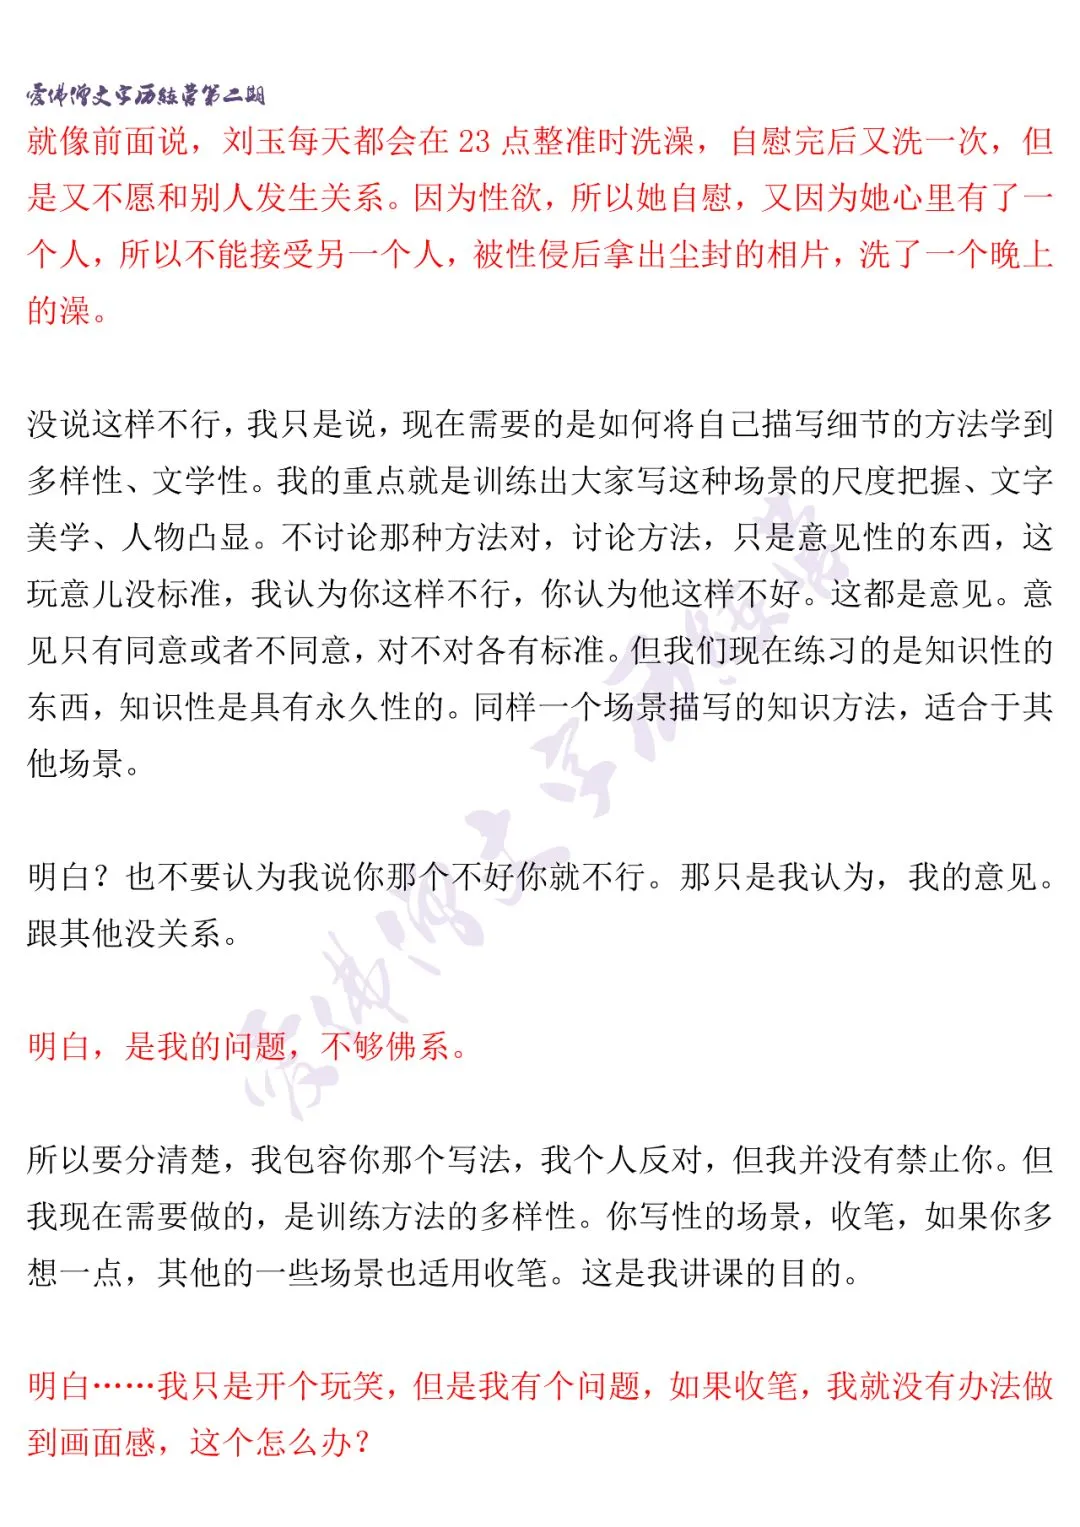 爱佛僧文字历练营第二期
就像前面说，刘玉每天都会在 23 点整准时洗澡，自慰完后又洗一次，但
是又不愿和别人发生关系。因为性欲，所以她自慰，又因为她心里有了一
个人，所以不能接受另一个人，被性侵后拿出尘封的相片，洗了一个晚上
的澡。
没说这样不行，我只是说，现在需要的是如何将自己描写细节的方法学到
多样性、文学性。我的重点就是训练出大家写这种场景的尺度把握、文字
美学、人物凸显。不讨论那种方法对，讨论方法，只是意见性的东西，这
玩意儿没标准，我认为你这样不行，你认为他这样不好。这都是意见。意
见只有同意或者不同意，对不对各有标准。但我们现在练习的是知识性的
东西，知识性是具有永久性的。同样一个场景描写的知识方法，适合于其
他场景。
明白？也不要认为我说你那个不好你就不行。那只是我认为，我的意见。
跟其他没关系。
明白，是我的问题，不够佛系。
所以要分清楚，我包容你那个写法，我个人反对，但我并没有禁止你。但
我现在需要做的，是训练方法的多样性。你写性的场景，收笔，如果你多
想一点，其他的一些场景也适用收笔。这是我讲课的目的。
明白……我只是开个玩笑，但是我有个问题，如果收笔，我就没有办法做
到画面感，这个怎么办？
爱佛僧文字历练营